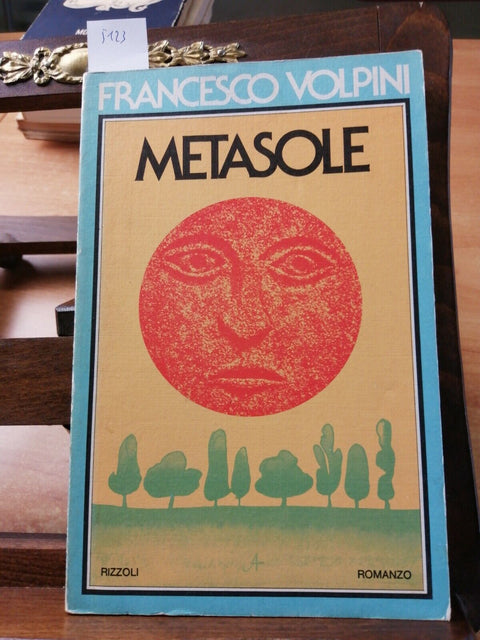 5123
FRANCESCO VOLPINI
METASOLE
RIZZOLI
ROMANZO